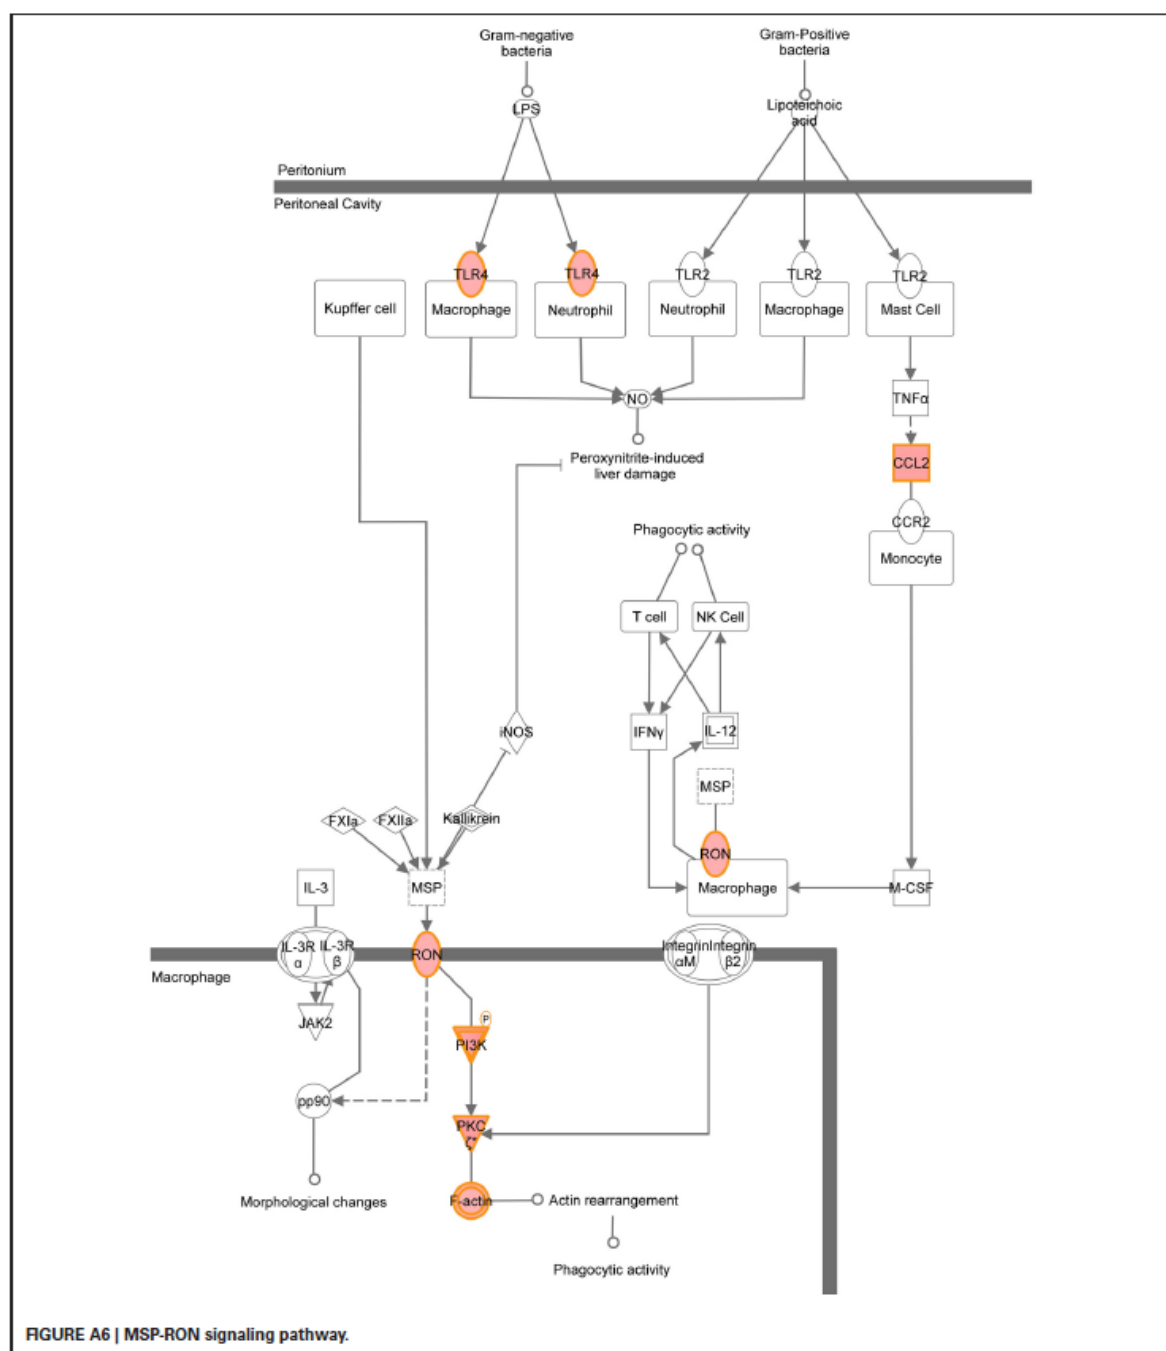 Gram-negative
bacteria
Gram-Positive
bacteria
LPS
Lipoteichoic
acid
Peritonium
Peritoneal Cavity
TLR4
TLR4
TLR2
TLR2
TLR2
Kupffer cell
Macrophage
Neutrophil
Neutrophil
Macrophage
Mast Cell
NO
TNFα
Peroxynitrite-induced
liver damage
CCL2
CCR2
Monocyte
Phagocytic activity
T cell
NK Cell
iNOS
IFNγ
IL-12
MSP
FXIa
FXIIa
Kallikrein
RON
IL-3
MSP
Macrophage
M-CSF
IL-3R
α
IL-3R
β
RON
Integrin
αM
Integrin
β2
Macrophage
JAK2
P
PI3K
pp90
PKC
ζ*
Morphological changes
F-actin
Actin rearrangement
Phagocytic activity
FIGURE A6 | MSP-RON signaling pathway.